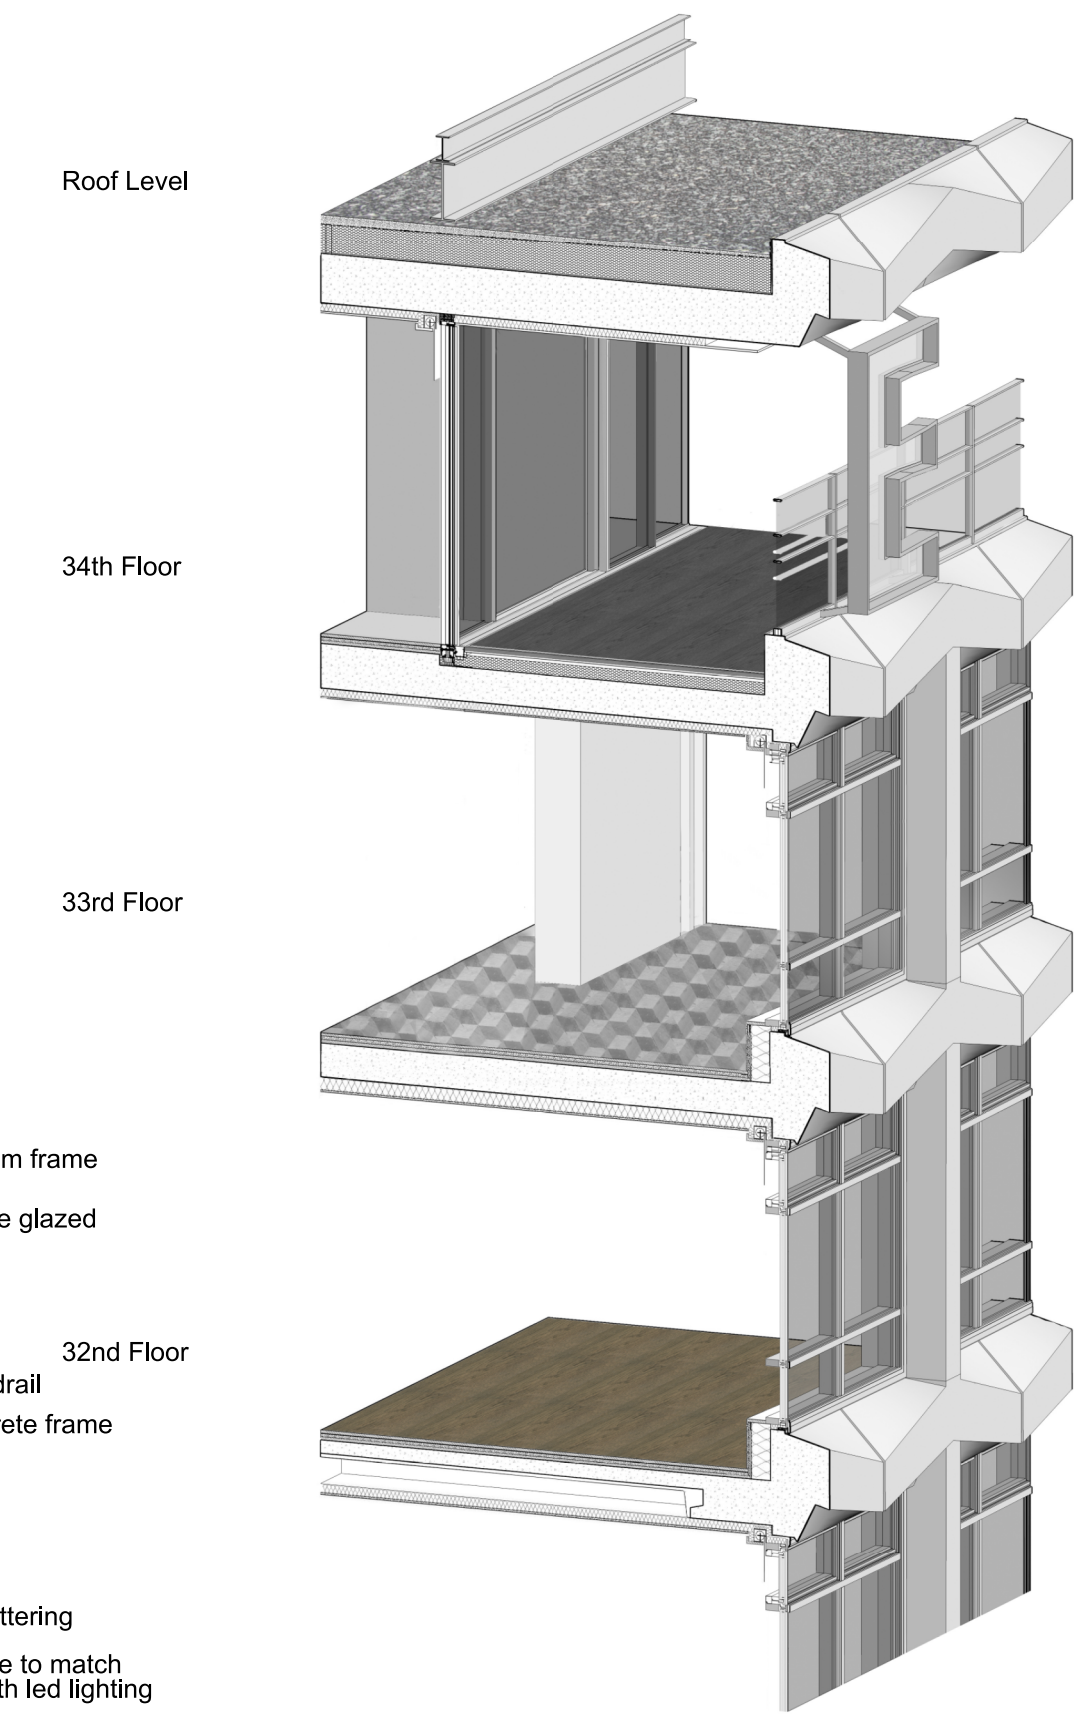 Roof Level
34th Floor
33rd Floor
m frame
e glazed
32nd Floor
drail
rete frame
ttering
e to match
th led lighting